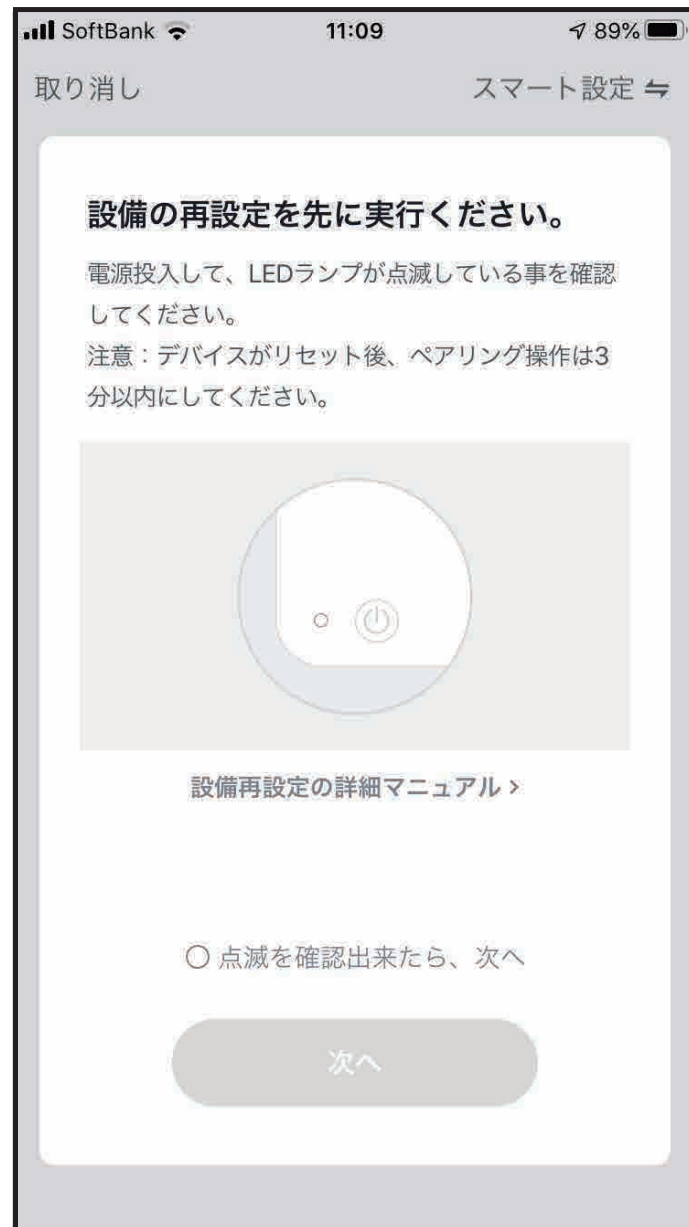 SoftBank 11:09 89%
取り消し スマート設定 ⇋
設備の再設定を先に実行ください。
電源投入して、LEDランプが点滅している事を確認
してください。
注意：デバイスがリセット後、ペアリング操作は3
分以内にしてください。
設備再設定の詳細マニュアル ›
点滅を確認出来たら、次へ
次へ